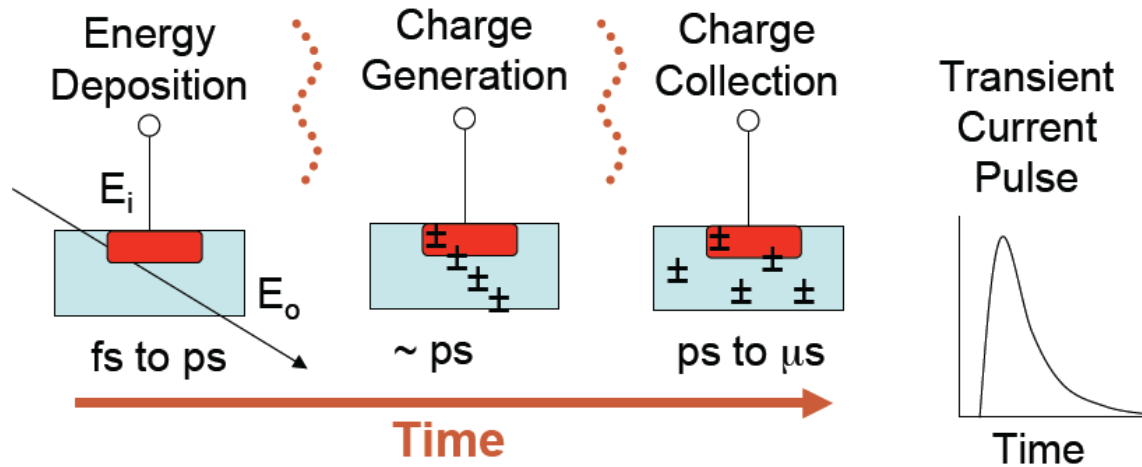 Energy
Deposition
Charge
Generation
Charge
Collection
Transient
Current
Pulse
Eᵢ
Eₒ
±
±
±
±
±
±
±
±
±
fs to ps
~ ps
ps to μs
Time
Time